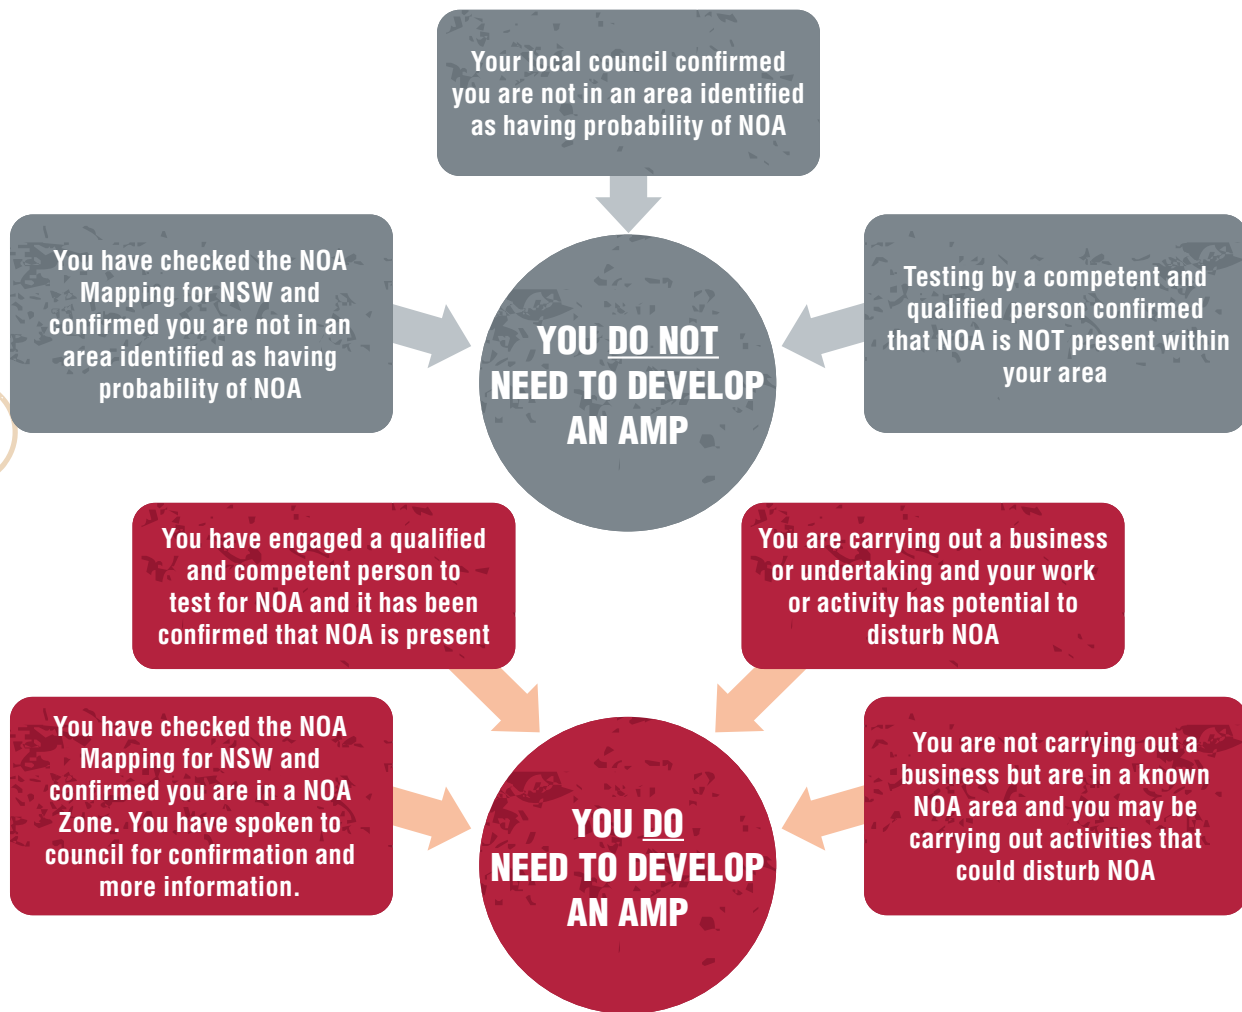 Your local council confirmed
you are not in an area identified
as having probability of NOA
You have checked the NOA
Mapping for NSW and
confirmed you are not in an
area identified as having
probability of NOA
Testing by a competent and
qualified person confirmed
that NOA is NOT present within
your area
YOU DO NOT
NEED TO DEVELOP
AN AMP
You have engaged a qualified
and competent person to
test for NOA and it has been
confirmed that NOA is present
You are carrying out a business
or undertaking and your work
or activity has potential to
disturb NOA
You have checked the NOA
Mapping for NSW and
confirmed you are in a NOA
Zone. You have spoken to
council for confirmation and
more information.
You are not carrying out a
business but are in a known
NOA area and you may be
carrying out activities that
could disturb NOA
YOU DO
NEED TO DEVELOP
AN AMP